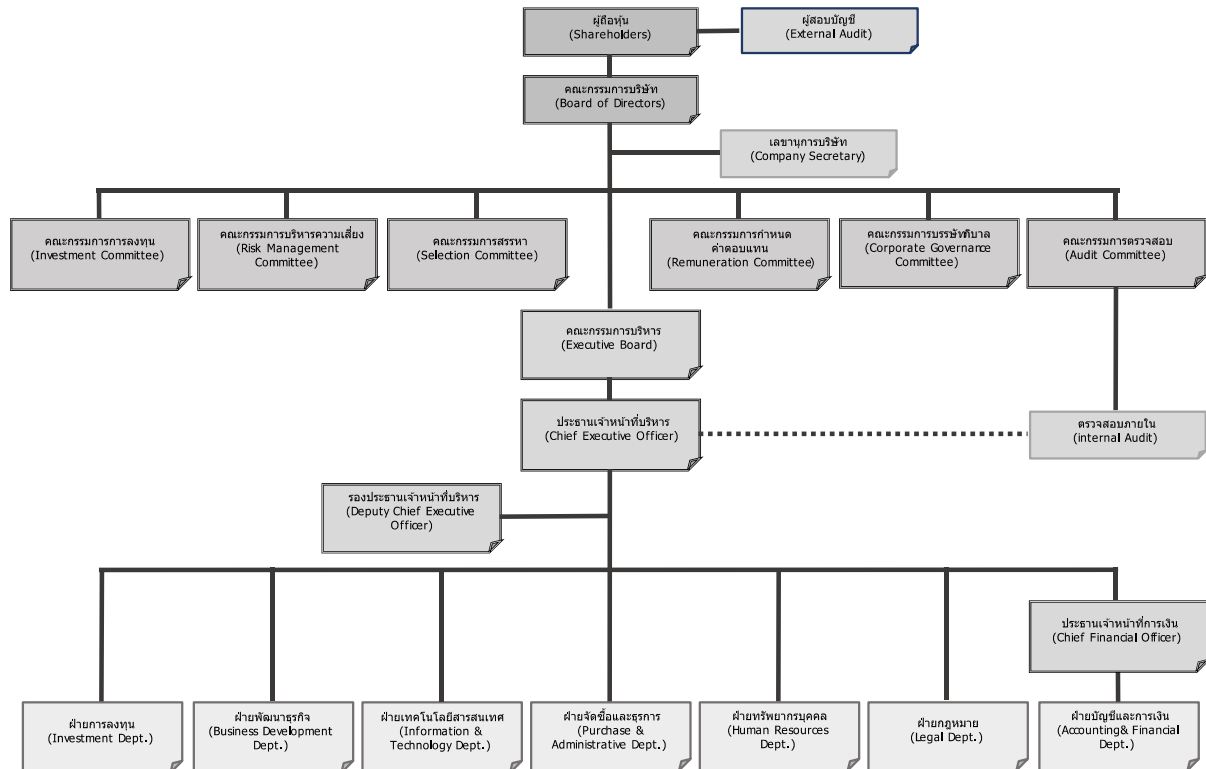 ผู้ถือหุ้น
(Shareholders)
ผู้สอบบัญชี
(External Audit)
คณะกรรมการบริษัท
(Board of Directors)
เลขานุการบริษัท
(Company Secretary)
คณะกรรมการการลงทุน
(Investment Committee)
คณะกรรมการบริหารความเสี่ยง
(Risk Management
Committee)
คณะกรรมการสรรหา
(Selection Committee)
คณะกรรมการกำหนด
ค่าตอบแทน
(Remuneration Committee)
คณะกรรมการบรรษัทภิบาล
(Corporate Governance
Committee)
คณะกรรมการตรวจสอบ
(Audit Committee)
คณะกรรมการบริหาร
(Executive Board)
ประธานเจ้าหน้าที่บริหาร
(Chief Executive Officer)
ตรวจสอบภายใน
(internal Audit)
รองประธานเจ้าหน้าที่บริหาร
(Deputy Chief Executive
Officer)
ประธานเจ้าหน้าที่การเงิน
(Chief Financial Officer)
ฝ่ายการลงทุน
(Investment Dept.)
ฝ่ายพัฒนาธุรกิจ
(Business Development
Dept.)
ฝ่ายเทคโนโลยีสารสนเทศ
(Information &
Technology Dept.)
ฝ่ายจัดซื้อและธุรการ
(Purchase &
Administrative Dept.)
ฝ่ายทรัพยากรบุคคล
(Human Resources
Dept.)
ฝ่ายกฎหมาย
(Legal Dept.)
ฝ่ายบัญชีและการเงิน
(Accounting& Financial
Dept.)